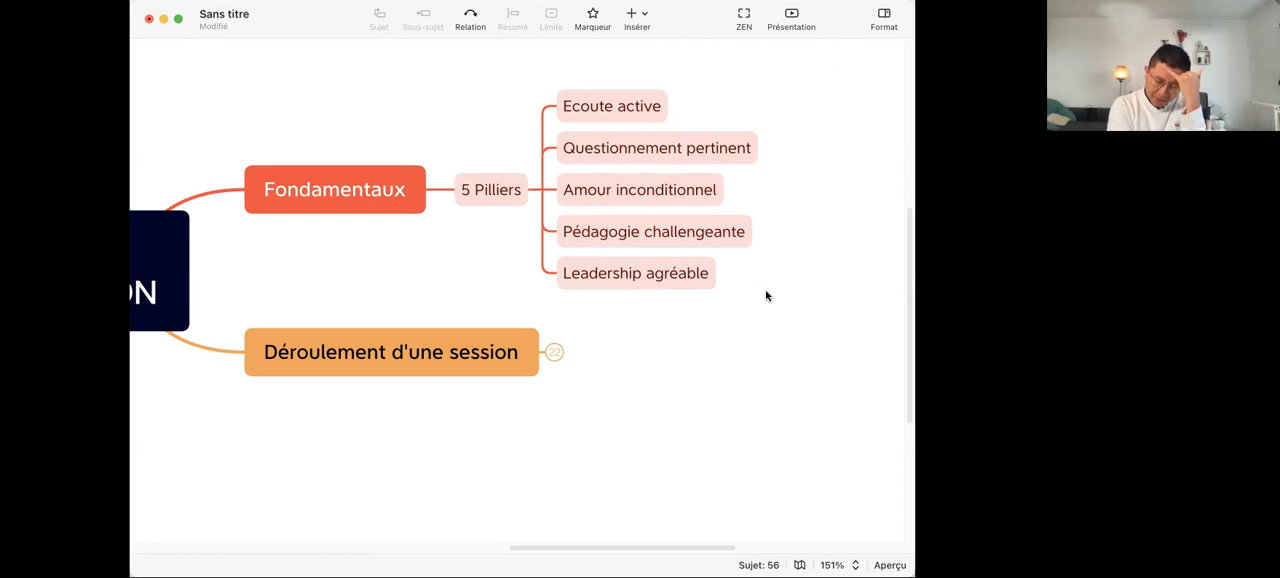 Sans titre
Modifié
Sujet
Sous-sujet
Relation
Résumé
Limite
Marqueur
Insérer
ZEN
Présentation
Format
Ecoute active
Questionnement pertinent
Fondamentaux
5 Pilliers
Amour inconditionnel
Pédagogie challengeante
Leadership agréable
ON
Déroulement d'une session
22
Sujet: 56
151%
Aperçu